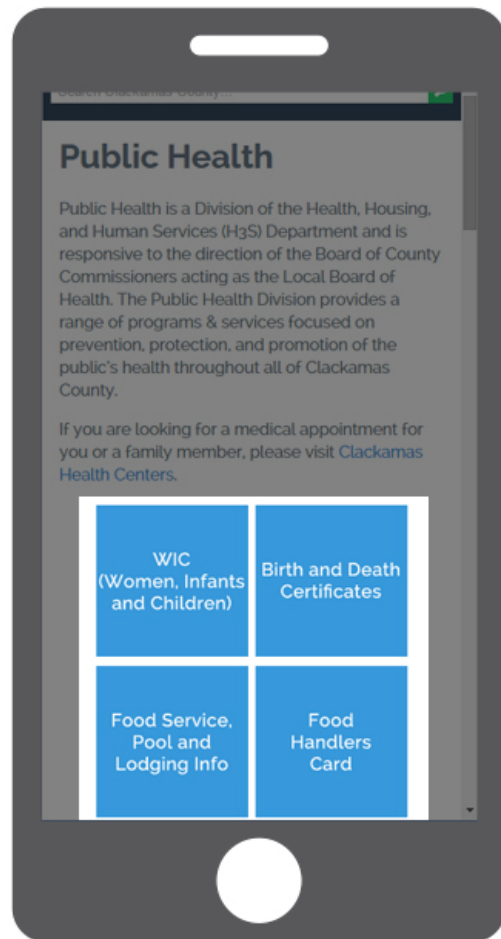 Search Clackamas County...
Public Health
Public Health is a Division of the Health, Housing,
and Human Services (H3S) Department and is
responsive to the direction of the Board of County
Commissioners acting as the Local Board of
Health. The Public Health Division provides a
range of programs & services focused on
prevention, protection, and promotion of the
public's health throughout all of Clackamas
County.
If you are looking for a medical appointment for
you or a family member, please visit Clackamas
Health Centers.
WIC
(Women, Infants
and Children)
Birth and Death
Certificates
Food Service,
Pool and
Lodging Info
Food
Handlers
Card